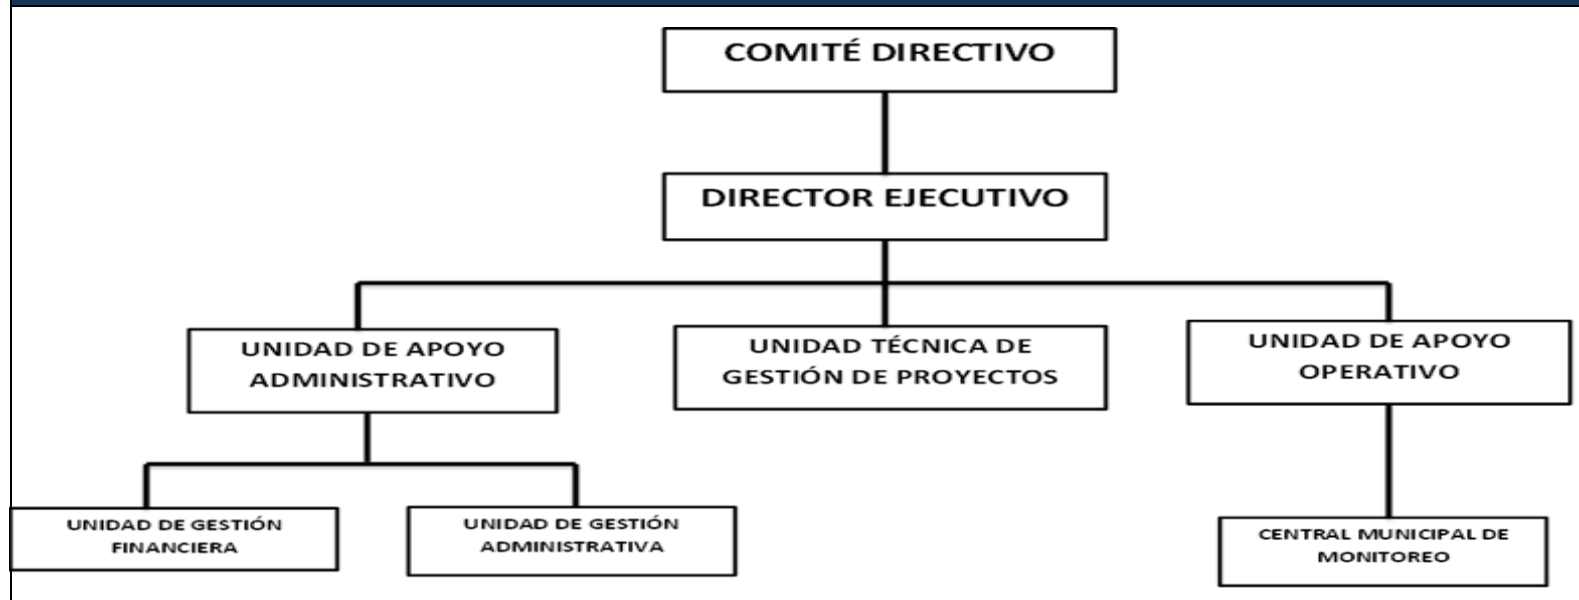 COMITÉ DIRECTIVO
DIRECTOR EJECUTIVO
UNIDAD DE APOYO
ADMINISTRATIVO
UNIDAD TÉCNICA DE
GESTIÓN DE PROYECTOS
UNIDAD DE APOYO
OPERATIVO
UNIDAD DE GESTIÓN
FINANCIERA
UNIDAD DE GESTIÓN
ADMINISTRATIVA
CENTRAL MUNICIPAL DE
MONITOREO